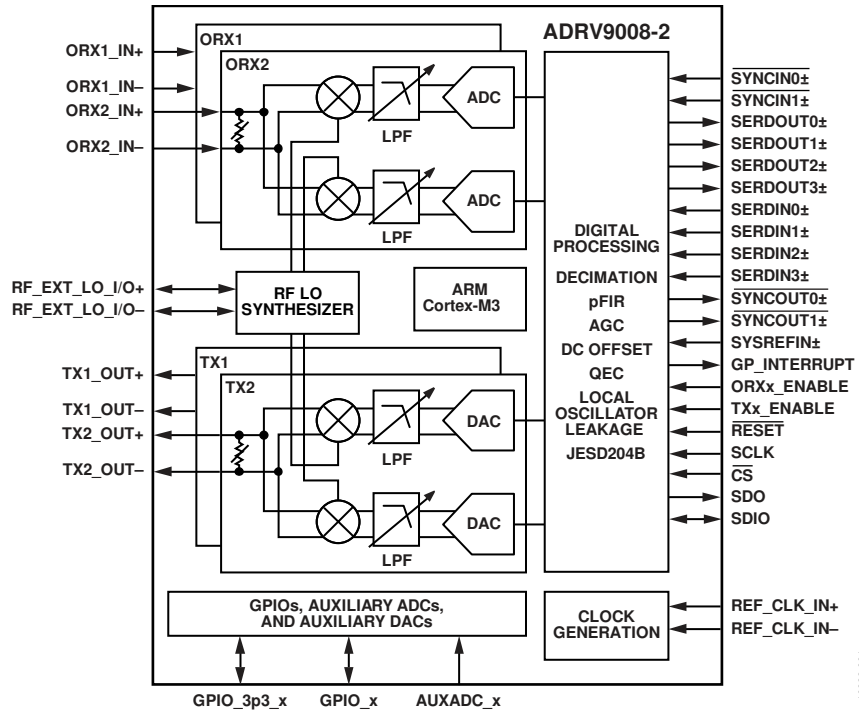 ADRV9008-2
ORX1_IN+
ORX1_IN–
ORX2_IN+
ORX2_IN–
ORX1
ORX2
LPF
ADC
LPF
ADC
RF_EXT_LO_I/O+
RF_EXT_LO_I/O–
RF LO
SYNTHESIZER
ARM
Cortex-M3
TX1_OUT+
TX1_OUT–
TX2_OUT+
TX2_OUT–
TX1
TX2
LPF
DAC
LPF
DAC
DIGITAL
PROCESSING
DECIMATION
pFIR
AGC
DC OFFSET
QEC
LOCAL
OSCILLATOR
LEAKAGE
JESD204B
SYNCIN0±
SYNCIN1±
SERDOUT0±
SERDOUT1±
SERDOUT2±
SERDOUT3±
SERDIN0±
SERDIN1±
SERDIN2±
SERDIN3±
SYNCOUT0±
SYNCOUT1±
SYSREFIN±
GP_INTERRUPT
ORXx_ENABLE
TXx_ENABLE
RESET
SCLK
CS
SDO
SDIO
GPIOs, AUXILIARY ADCs,
AND AUXILIARY DACs
CLOCK
GENERATION
REF_CLK_IN+
REF_CLK_IN–
GPIO_3p3_x
GPIO_x
AUXADC_x